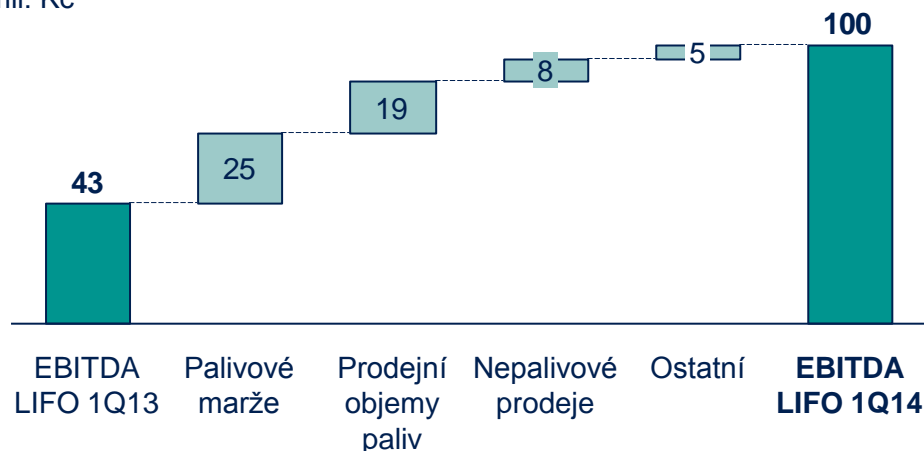 Kč
100
5
8
19
25
43
EBITDA LIFO 1Q13
Palivové marže
Prodejní objemy paliv
Nepalivové prodeje
Ostatní
EBITDA LIFO 1Q14